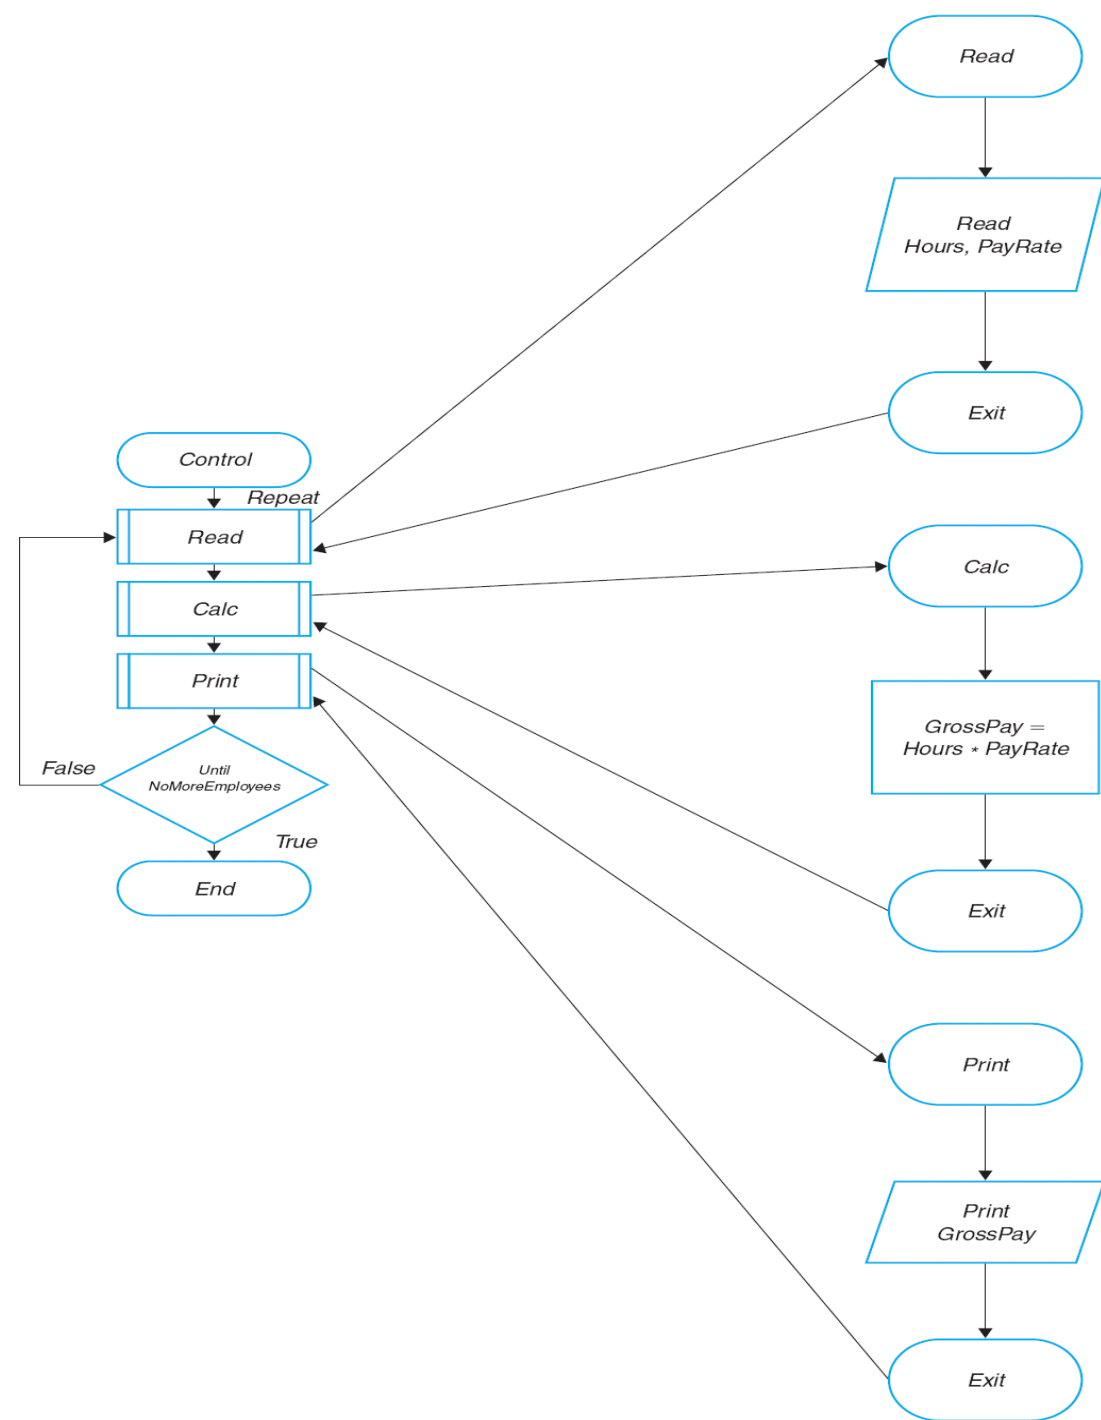 Control
Repeat
Read
Calc
Print
False
Until
NoMoreEmployees
True
End
Read
Read
Hours, PayRate
Exit
Calc
GrossPay =
Hours * PayRate
Exit
Print
Print
GrossPay
Exit